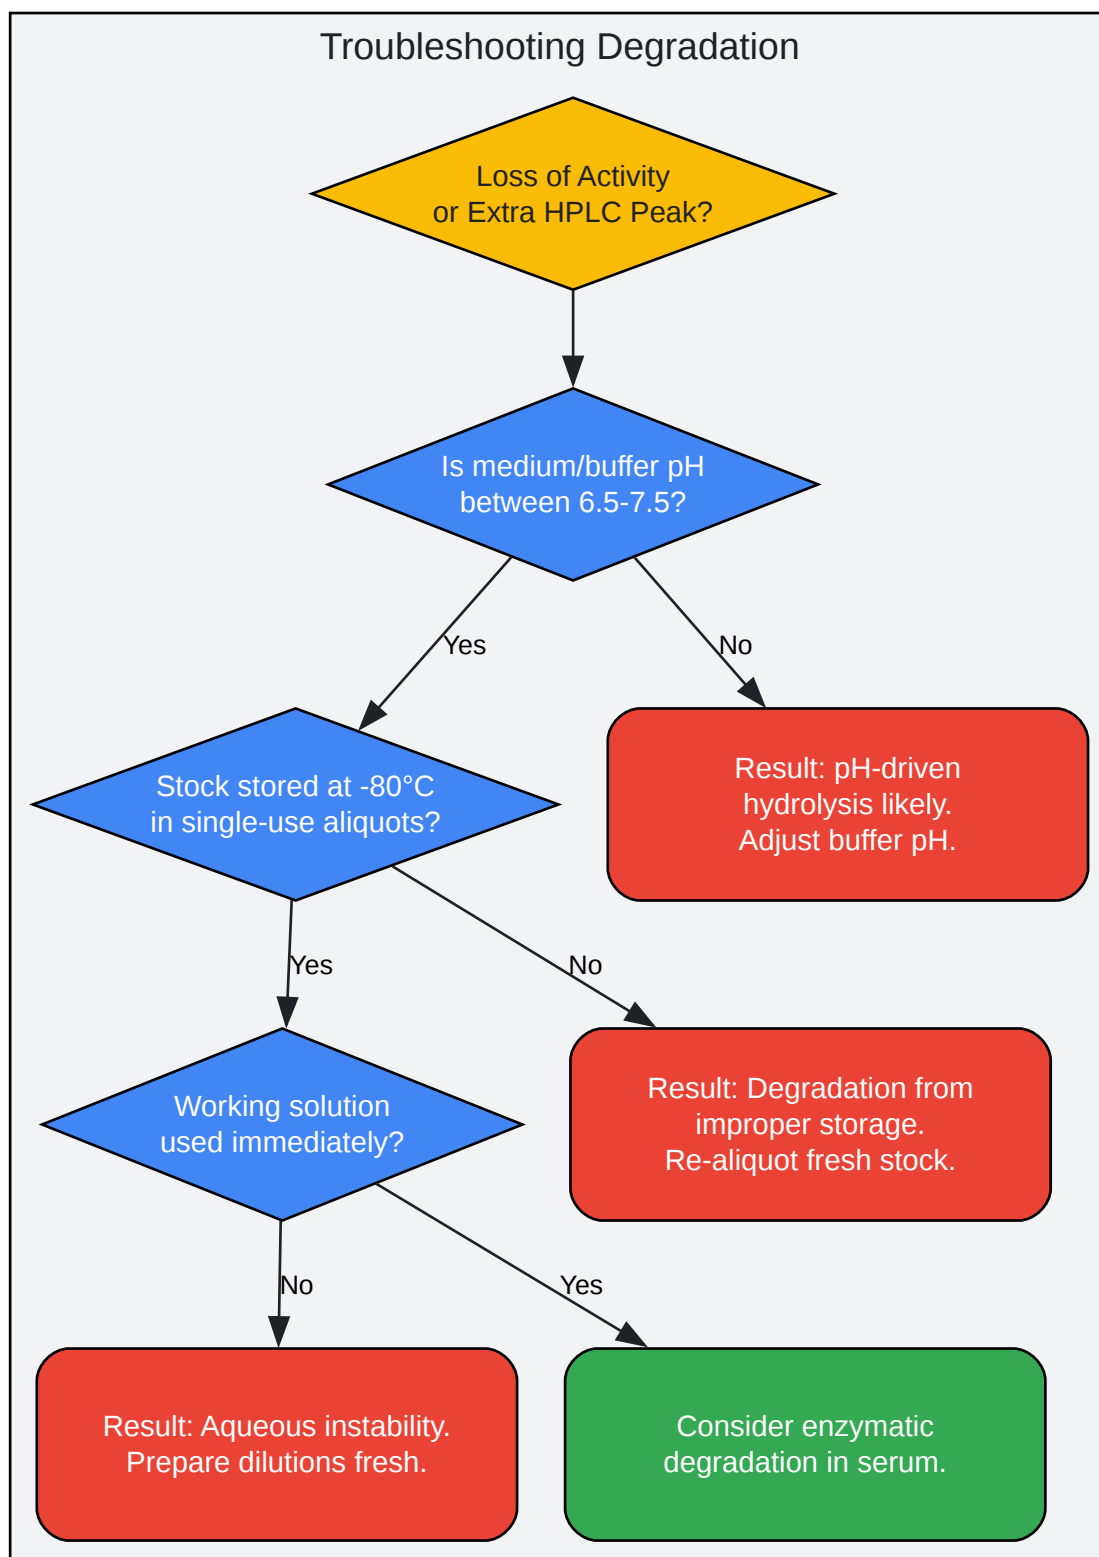 Troubleshooting Degradation
Loss of Activity
or Extra HPLC Peak?
Is medium/buffer pH
between 6.5-7.5?
Yes
No
Stock stored at -80°C
in single-use aliquots?
Result: pH-driven
hydrolysis likely.
Adjust buffer pH.
Yes
No
Working solution
used immediately?
Result: Degradation from
improper storage.
Re-aliquot fresh stock.
No
Yes
Result: Aqueous instability.
Prepare dilutions fresh.
Consider enzymatic
degradation in serum.